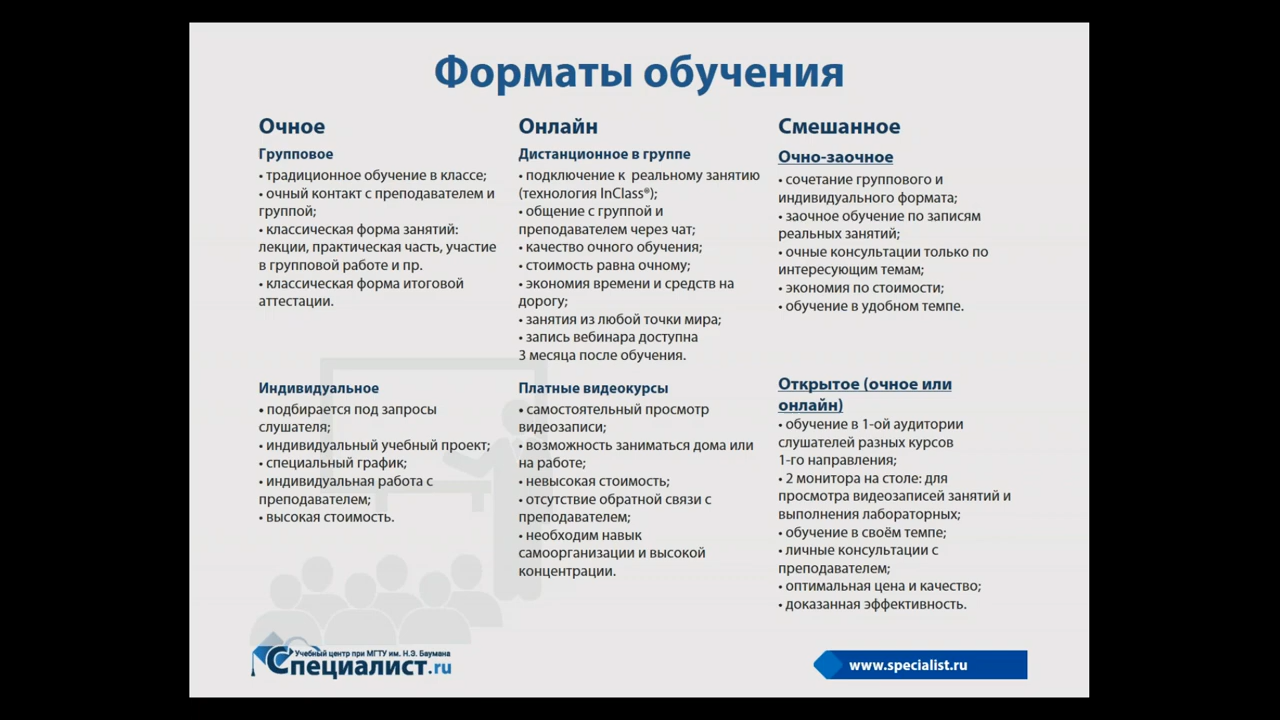 Форматы обучения
Очное
Групповое
• традиционное обучение в классе;
• очный контакт с преподавателем и
группой;
• классическая форма занятий:
лекции, практическая часть, участие
в групповой работе и пр.
• классическая форма итоговой
аттестации.
Индивидуальное
• подбирается под запросы
слушателя;
• индивидуальный учебный проект;
• специальный график;
• индивидуальная работа с
преподавателем;
• высокая стоимость.
Онлайн
Дистанционное в группе
• подключение к реальному занятию
(технология InClass®);
• общение с группой и
преподавателем через чат;
• качество очного обучения;
• стоимость равна очному;
• экономия времени и средств на
дорогу;
• занятия из любой точки мира;
• запись вебинара доступна
3 месяца после обучения.
Платные видеокурсы
• самостоятельный просмотр
видеозаписи;
• возможность заниматься дома или
на работе;
• невысокая стоимость;
• отсутствие обратной связи с
преподавателем;
• необходим навык
самоорганизации и высокой
концентрации.
Смешанное
Очно-заочное
• сочетание группового и
индивидуального формата;
• заочное обучение по записям
реальных занятий;
• очные консультации только по
интересующим темам;
• экономия по стоимости;
• обучение в удобном темпе.
Открытое (очное или
онлайн)
• обучение в 1-ой аудитории
слушателей разных курсов
1-го направления;
• 2 монитора на столе: для
просмотра видеозаписей занятий и
выполнения лабораторных;
• обучение в своём темпе;
• личные консультации с
преподавателем;
• оптимальная цена и качество;
• доказанная эффективность.
Учебный центр при МГТУ им. Н.Э. Баумана
Специалист.ru
www.specialist.ru